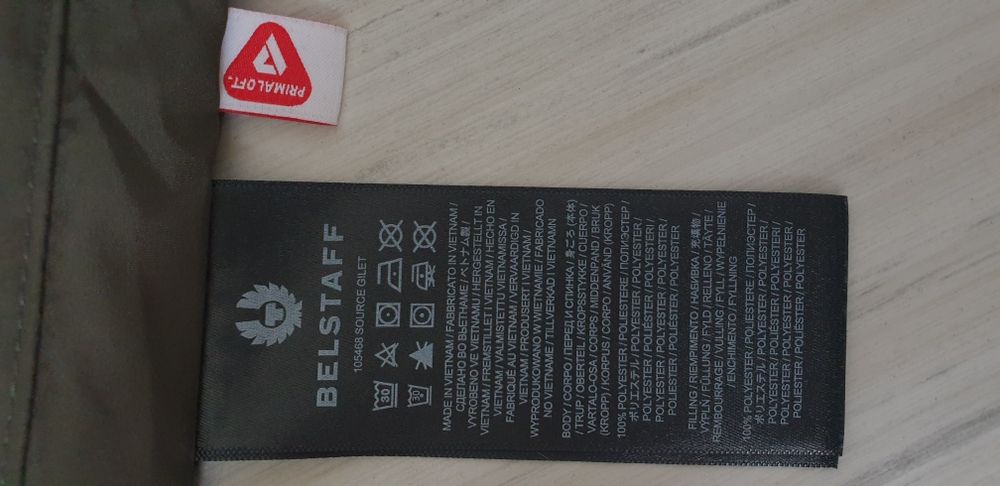 PRIMALOFT®
BELSTAFF
105468 SOURCE GILET
30
30
MADE IN VIETNAM / FABBRICATO IN VIETNAM /
СДЕЛАНО ВО ВЬЕТНАМЕ / ベトナム製 /
VYROBENO VE VIETNAMU / HERGESTELLT IN
VIETNAM / FREMSTILLET I VIETNAM / HECHO EN
VIETNAM / VALMISTETTU VIETNAMISSA /
FABRIQUÉ AU VIETNAM / VERVAARDIGD IN
VIETNAM / PRODUSERT I VIETNAM /
WYPRODUKOWANO W WIETNAMIE / FABRICADO
NO VIETNAME / TILLVERKAD I VIETNAMN
BODY / CORPO / ПЕРЕД И СПИНКА / 身ごろ (本体)
/ TRUP / OBERTEIL / KROPSSTYKKE / CUERPO /
VARTALO-OSA / CORPS / MIDDENPAND / BRUK
(KROPP) / KORPUS / CORPO / ANVÄND (KROPP)
100% POLYESTER / POLIESTERE / ПОЛИЭСТЕР /
ポリエステル / POLYESTER / POLYESTER /
POLYESTER / POLIÉSTER / POLYESTERI /
POLYESTER / POLYESTER / POLYESTER /
POLIESTER / POLIÉSTER / POLYESTER
FILLING / RIEMPIMENTO / НАБИВКА / 充填物 /
VÝPLŇ / FÜLLUNG / FYLD / RELLENO / TÄYTE /
REMBOURRAGE / VULLING / FYLL / WYPEŁNIENIE
/ ENCHIMENTO / FYLLNING
100% POLYESTER / POLIESTERE / ПОЛИЭСТЕР /
ポリエステル / POLYESTER / POLYESTER /
POLYESTER / POLIÉSTER / POLYESTERI /
POLYESTER / POLYESTER / POLYESTER /
POLIESTER / POLIÉSTER / POLYESTER